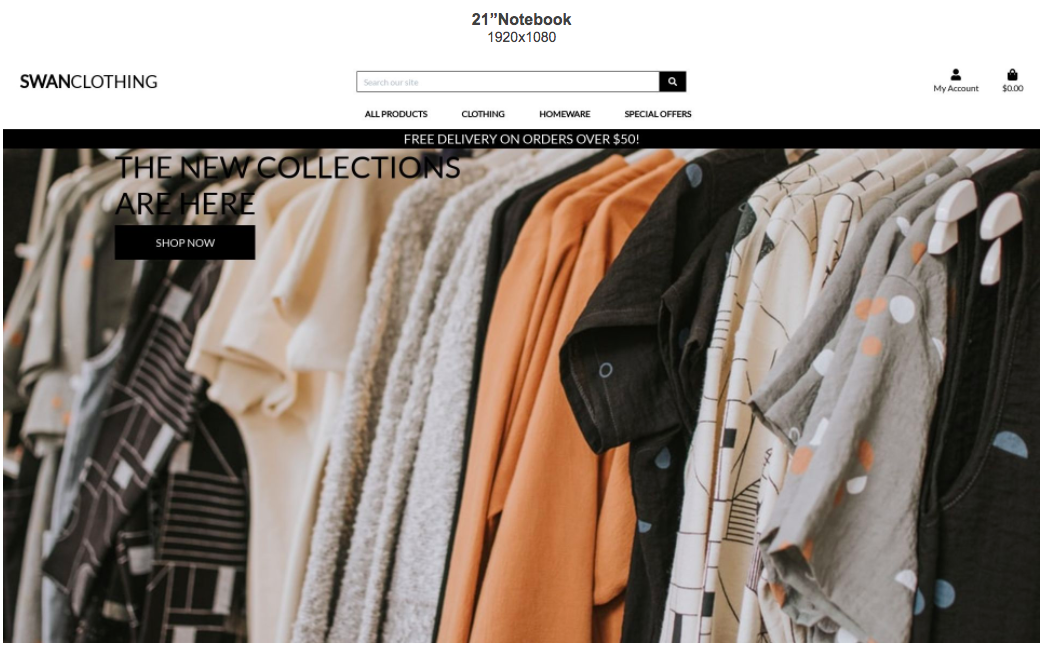 21”Notebook
1920x1080
SWANCLOTHING
Search our site
My Account
$0.00
ALL PRODUCTS CLOTHING HOMEWARE SPECIAL OFFERS
FREE DELIVERY ON ORDERS OVER $50!
THE NEW COLLECTIONS
ARE HERE
SHOP NOW